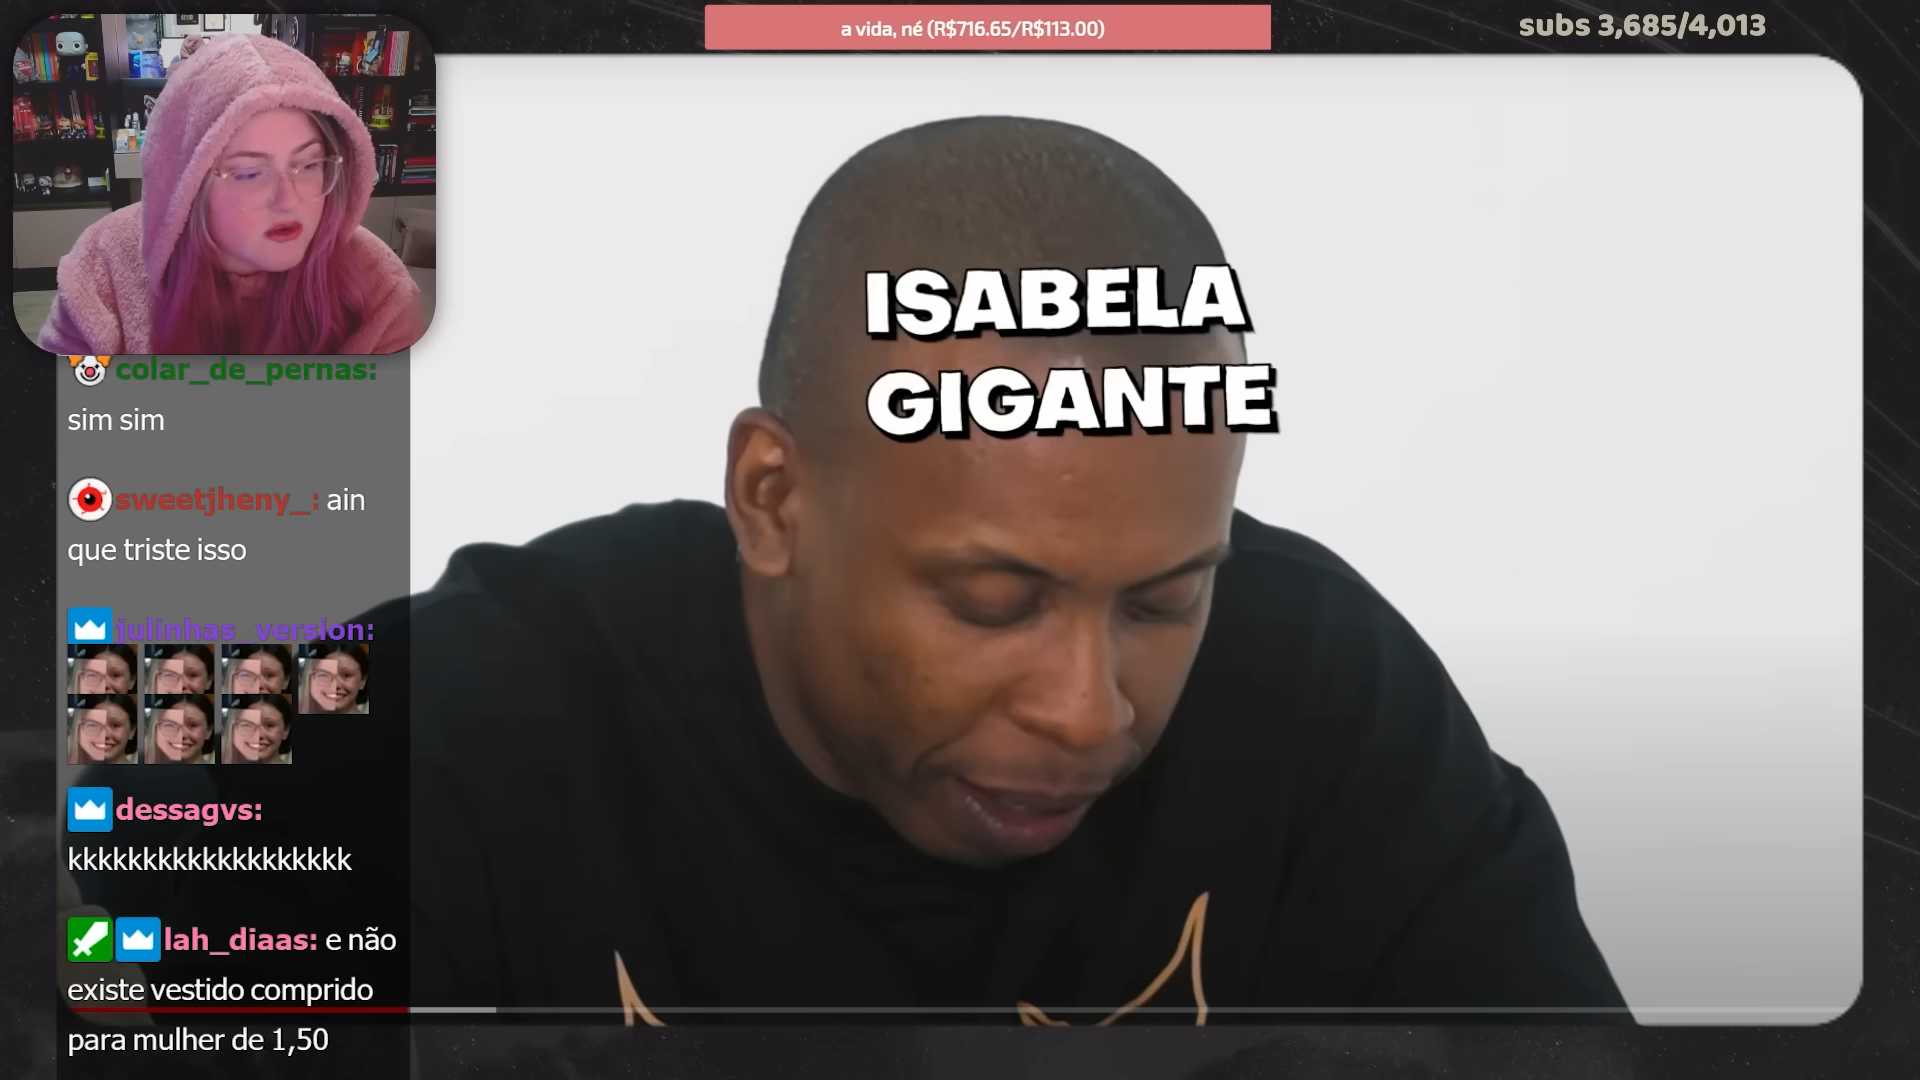 a vida, né (R$716.65/R$113.00)
subs 3,685/4,013
ISABELA
GIGANTE
colar_de_pernas:
sim sim
sweetjheny_: ain
que triste isso
julinhas_version:
dessagvs:
kkkkkkkkkkkkkkkkkkk
lah_diaas: e não
existe vestido comprido
para mulher de 1,50